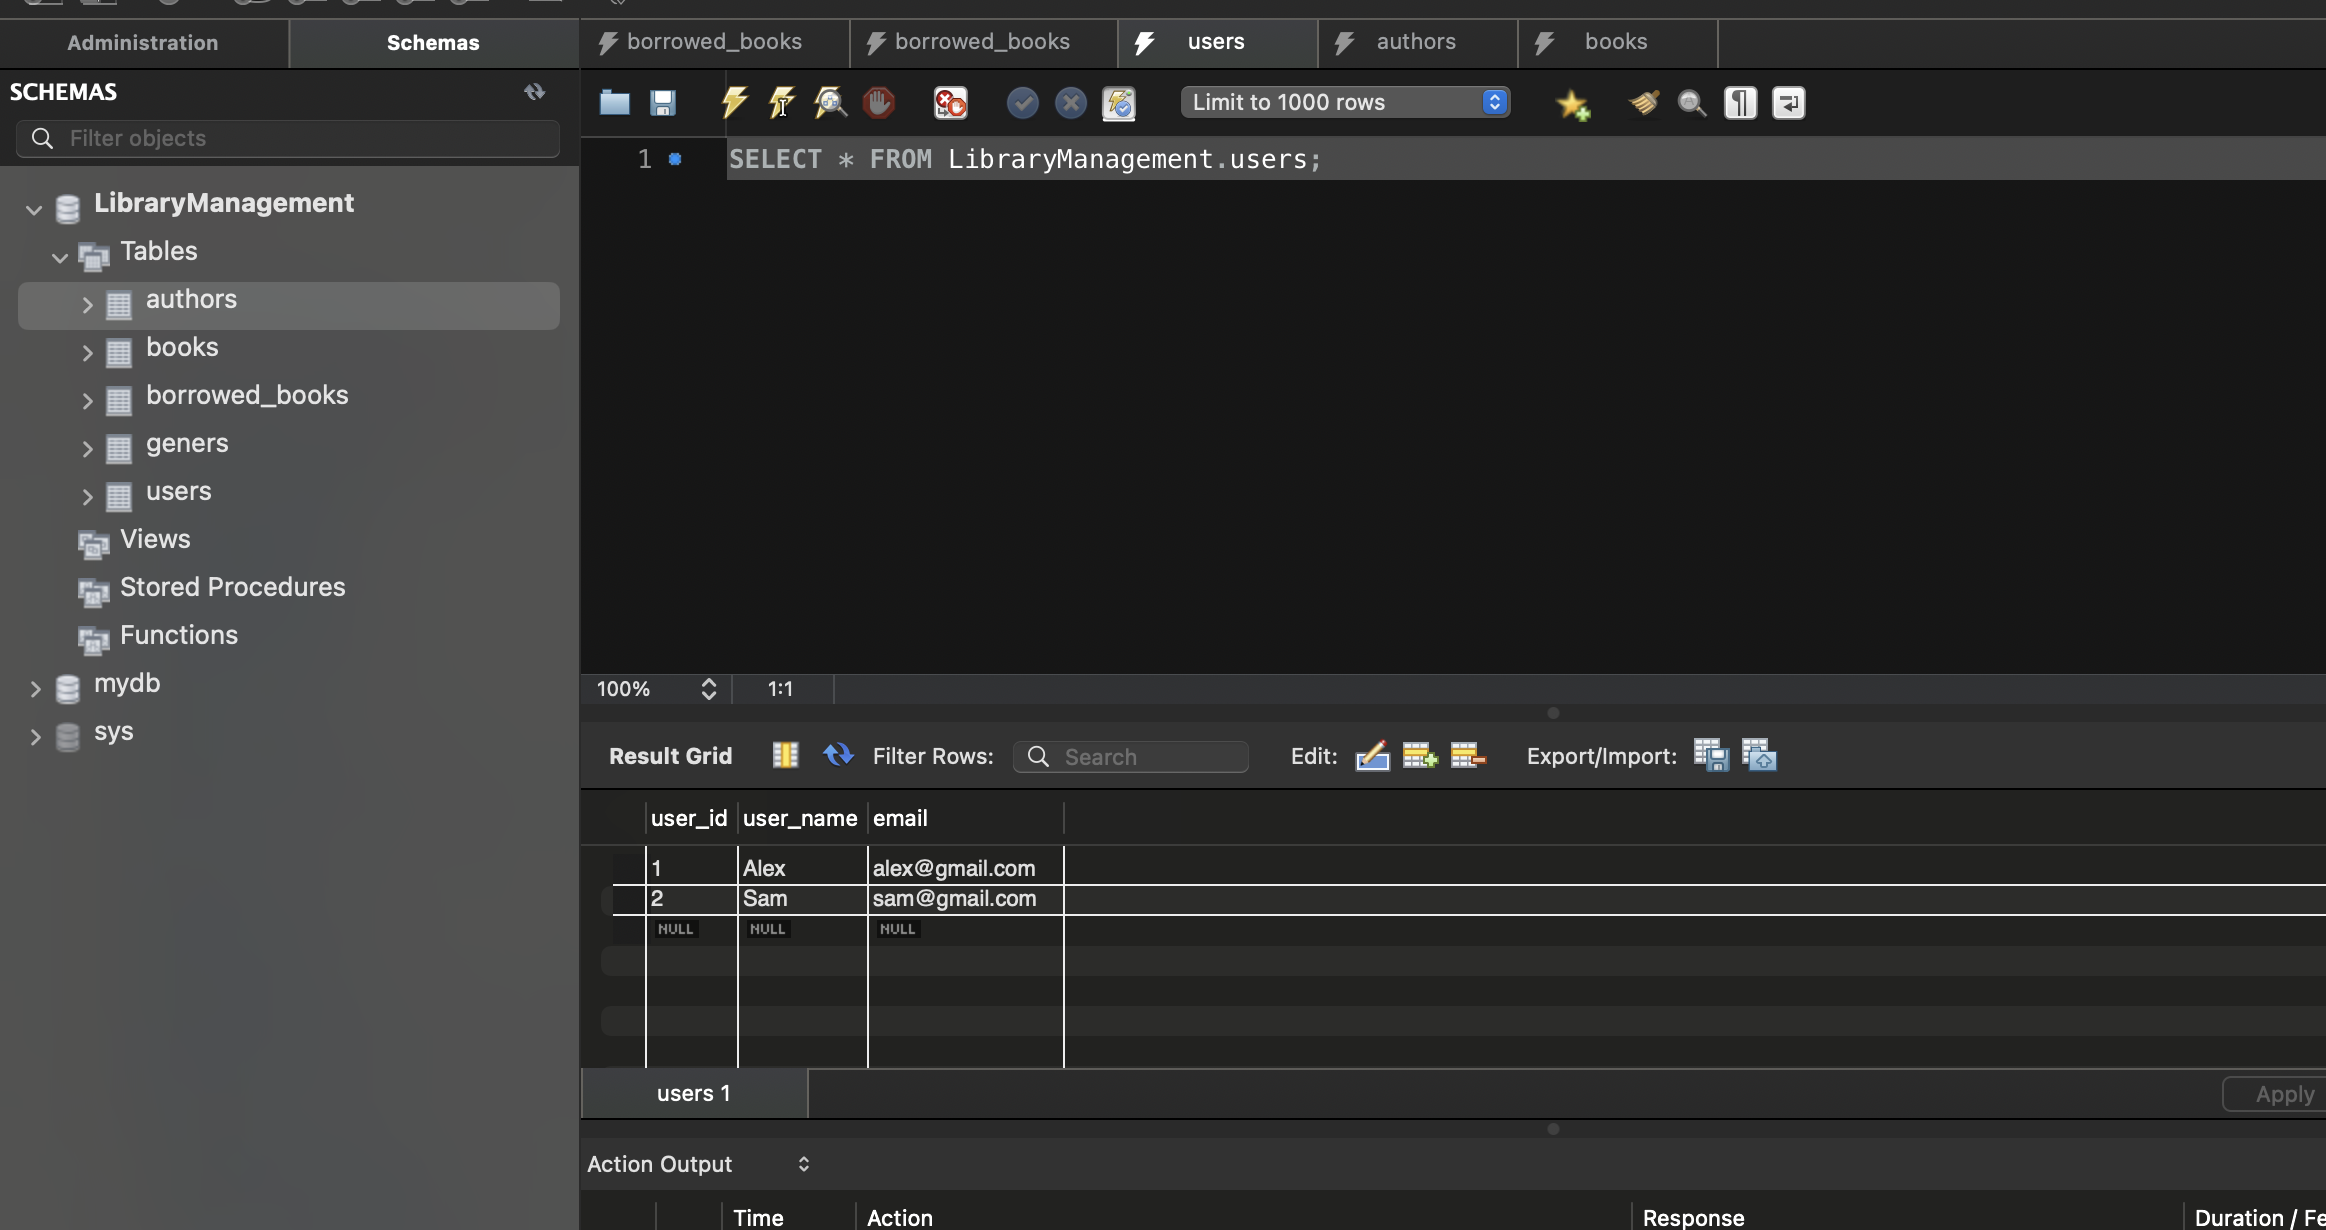 Administration
Schemas
borrowed_books
borrowed_books
users
authors
books
SCHEMAS
Filter objects
Limit to 1000 rows
1
SELECT * FROM LibraryManagement.users;
LibraryManagement
Tables
authors
books
borrowed_books
geners
users
Views
Stored Procedures
Functions
mydb
sys
100%
1:1
Result Grid
Filter Rows:
Search
Edit:
Export/Import:
user_id user_name email
1 Alex alex@gmail.com
2 Sam sam@gmail.com
NULL NULL NULL
users 1
Apply
Action Output
Time
Action
Response
Duration / Fe